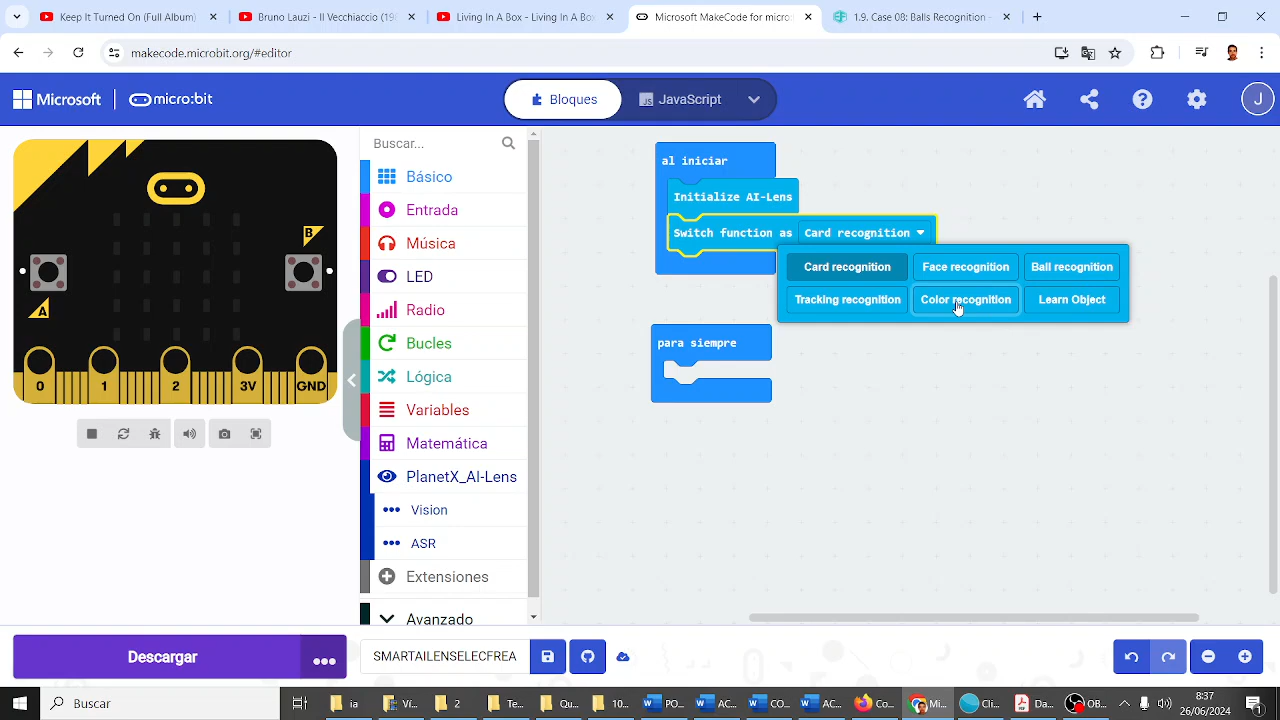 Keep It Turned On (Full Album)
Bruno Lauzi - Il Vecchiaccio (19
Living In A Box - Living In A Box
Microsoft MakeCode for micro
1.9. Case 08: Balls Recognition -
makecode.microbit.org/#editor
Microsoft
micro:bit
Bloques
JS JavaScript
J
Buscar...
Básico
Entrada
Música
LED
Radio
Bucles
Lógica
Variables
Matemática
PlanetX_AI-Lens
Vision
ASR
Extensiones
Avanzado
A
B
0 1 2 3V GND
al iniciar
Initialize AI-Lens
Switch function as Card recognition
Card recognition Face recognition Ball recognition
Tracking recognition Color recognition Learn Object
para siempre
Descargar
SMARTAILENSELECFREA
Buscar
ia
Vi
2
Te
Qu
10
PO
AC
CO
AC
Co
Mi
Ce
Da
OB
8:37
26/06/2024
1